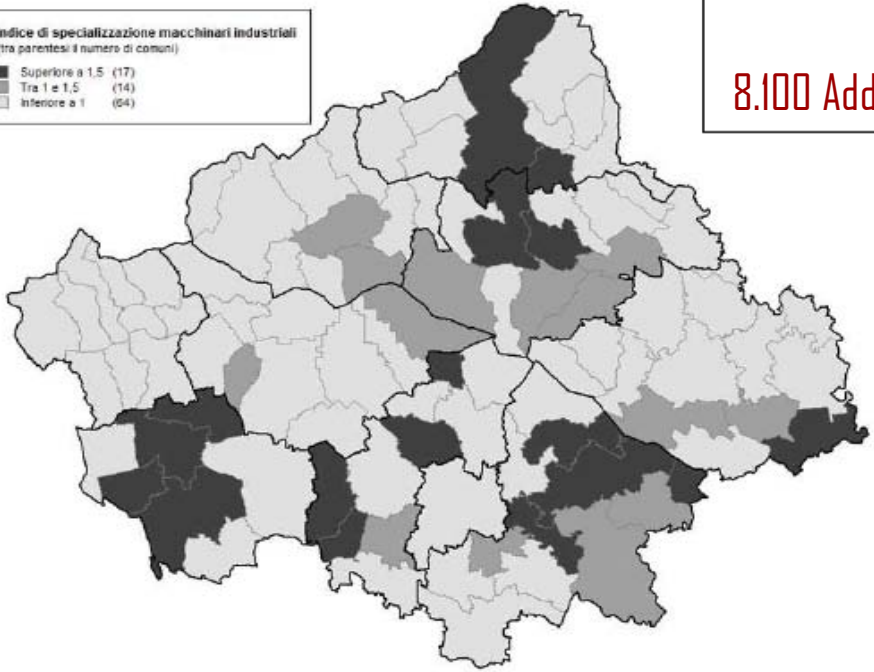 ndice di specializzazione macchinari industriali
tra parentesi il numero di comuni)
Superiore a 1,5 (17)
Tra 1 e 1,5 (14)
Inferiore a 1 (64)
8.100 Add